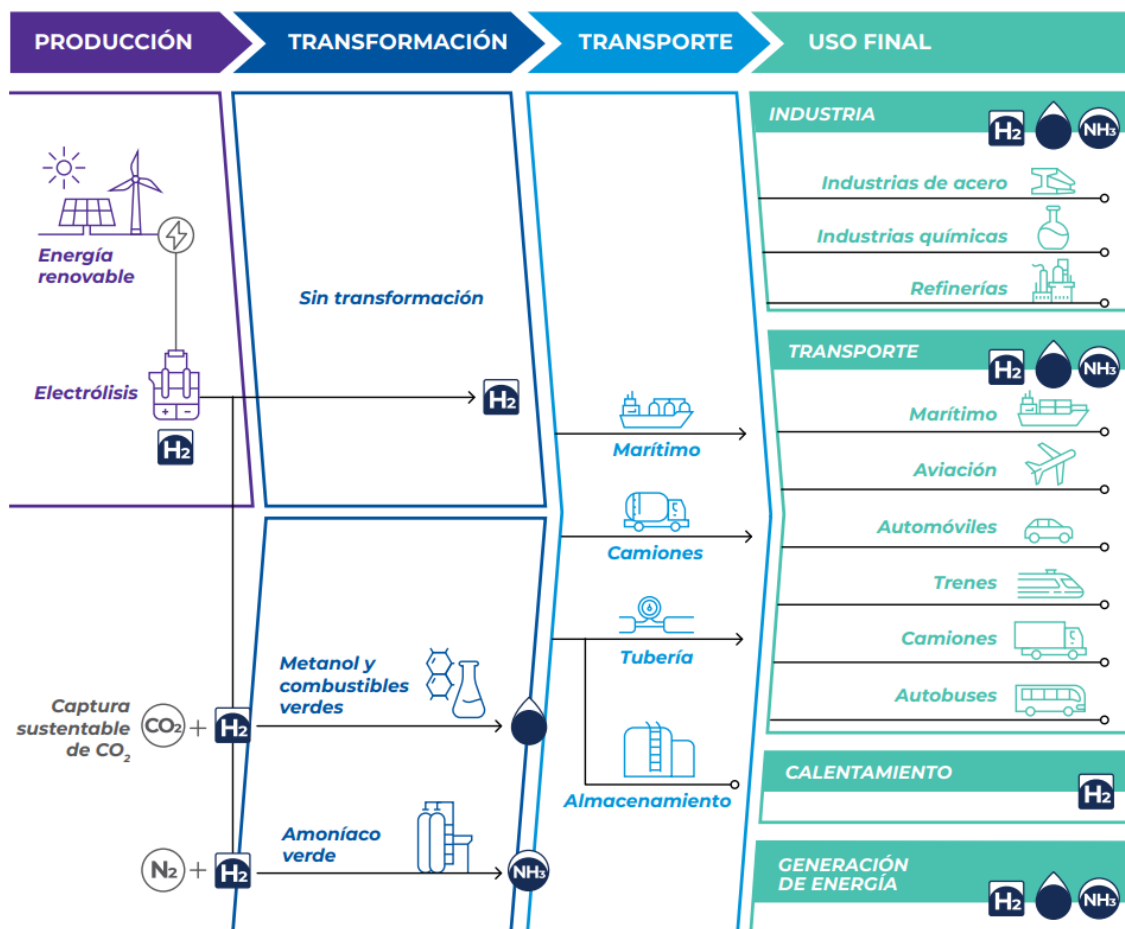 PRODUCCIÓN
TRANSFORMACIÓN
TRANSPORTE
USO FINAL
Energía
renovable
Electrólisis
+ −
H₂
Sin transformación
H₂
Captura
sustentable
de CO₂
CO₂ + H₂
Metanol y
combustibles
verdes
N₂ + H₂
Amoníaco
verde
NH₃
Marítimo
Camiones
Tubería
Almacenamiento
INDUSTRIA
H₂ NH₃
Industrias de acero
Industrias químicas
Refinerías
TRANSPORTE
H₂ NH₃
Marítimo
Aviación
Automóviles
Trenes
Camiones
Autobuses
CALENTAMIENTO
H₂
GENERACIÓN
DE ENERGÍA
H₂ NH₃